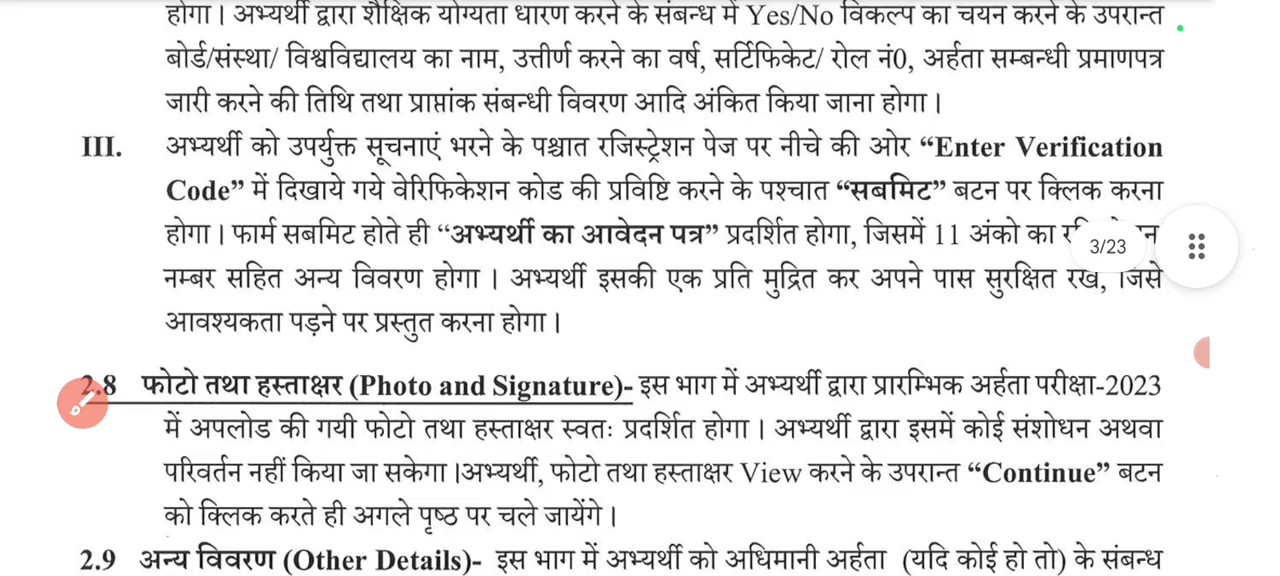 होगा। अभ्यर्थी द्वारा शैक्षिक योग्यता धारण करने के संबन्ध में Yes/No विकल्प का चयन करने के उपरान्त
बोर्ड/संस्था/ विश्वविद्यालय का नाम, उत्तीर्ण करने का वर्ष, सर्टिफिकेट/ रोल नं0, अर्हता सम्बन्धी प्रमाणपत्र
जारी करने की तिथि तथा प्राप्तांक संबन्धी विवरण आदि अंकित किया जाना होगा।
III. अभ्यर्थी को उपर्युक्त सूचनाएं भरने के पश्चात रजिस्ट्रेशन पेज पर नीचे की ओर “Enter Verification
Code” में दिखाये गये वेरिफिकेशन कोड की प्रविष्टि करने के पश्चात “सबमिट” बटन पर क्लिक करना
होगा। फार्म सबमिट होते ही “अभ्यर्थी का आवेदन पत्र” प्रदर्शित होगा, जिसमें 11 अंको का
3/23
नम्बर सहित अन्य विवरण होगा। अभ्यर्थी इसकी एक प्रति मुद्रित कर अपने पास सुरक्षित रखे, जिसे
आवश्यकता पड़ने पर प्रस्तुत करना होगा।
2.8 फोटो तथा हस्ताक्षर (Photo and Signature)- इस भाग में अभ्यर्थी द्वारा प्रारम्भिक अर्हता परीक्षा-2023
में अपलोड की गयी फोटो तथा हस्ताक्षर स्वतः प्रदर्शित होगा। अभ्यर्थी द्वारा इसमें कोई संशोधन अथवा
परिवर्तन नहीं किया जा सकेगा।अभ्यर्थी, फोटो तथा हस्ताक्षर View करने के उपरान्त “Continue” बटन
को क्लिक करते ही अगले पृष्ठ पर चले जायेंगे।
2.9 अन्य विवरण (Other Details)- इस भाग में अभ्यर्थी को अधिमानी अर्हता (यदि कोई हो तो) के संबन्ध